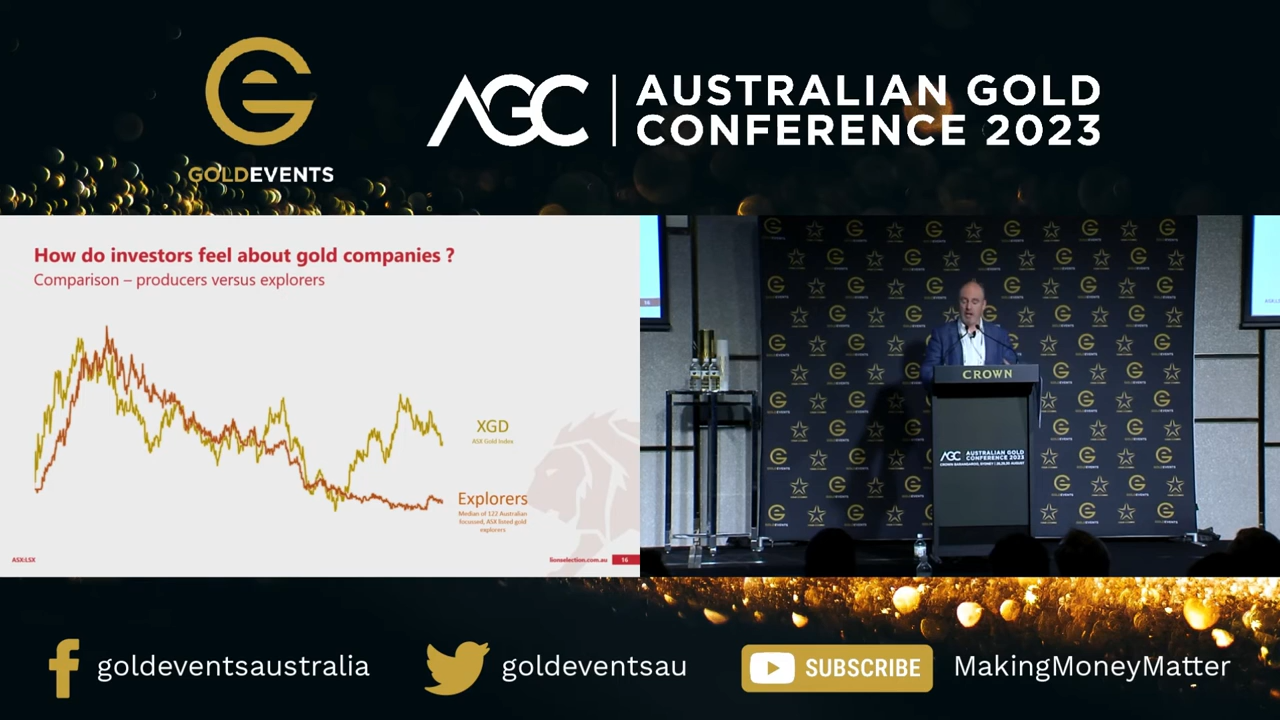 GOLDEVENTS
AGC
AUSTRALIAN GOLD
CONFERENCE 2023
How do investors feel about gold companies ?
Comparison – producers versus explorers
XGD
ASX Gold Index
Explorers
Median of 122 Australian
focussed, ASX listed gold
explorers
ASX:LSX
lionselection.com.au
16
CROWN
AGC
AUSTRALIAN GOLD
CONFERENCE 2023
goldeventsaustralia
goldeventsau
SUBSCRIBE
MakingMoneyMatter